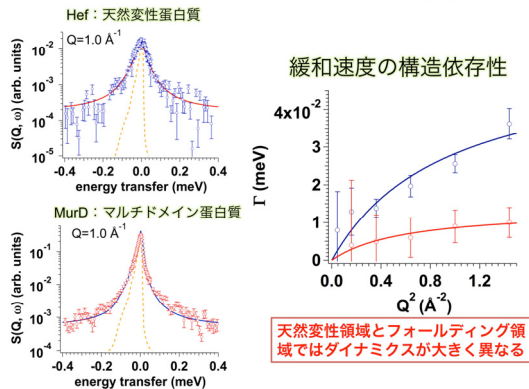 Hef：天然変性蛋白質
Q=1.0 Å⁻¹
S(Q, ω) (arb. units)
10⁻²
10⁻³
10⁻⁴
10⁻⁵
-0.4 -0.2 0.0 0.2 0.4
energy transfer (meV)
MurD：マルチドメイン蛋白質
Q=1.0 Å⁻¹
S(Q, ω) (arb. units)
10⁻¹
10⁻²
10⁻³
10⁻⁴
-0.4 -0.2 0.0 0.2 0.4
energy transfer (meV)
緩和速度の構造依存性
Γ (meV)
4x10⁻²
3
2
1
0
0.0 0.4 0.8 1.2
Q² (Å⁻²)
天然変性領域とフォールディング領
域ではダイナミクスが大きく異なる